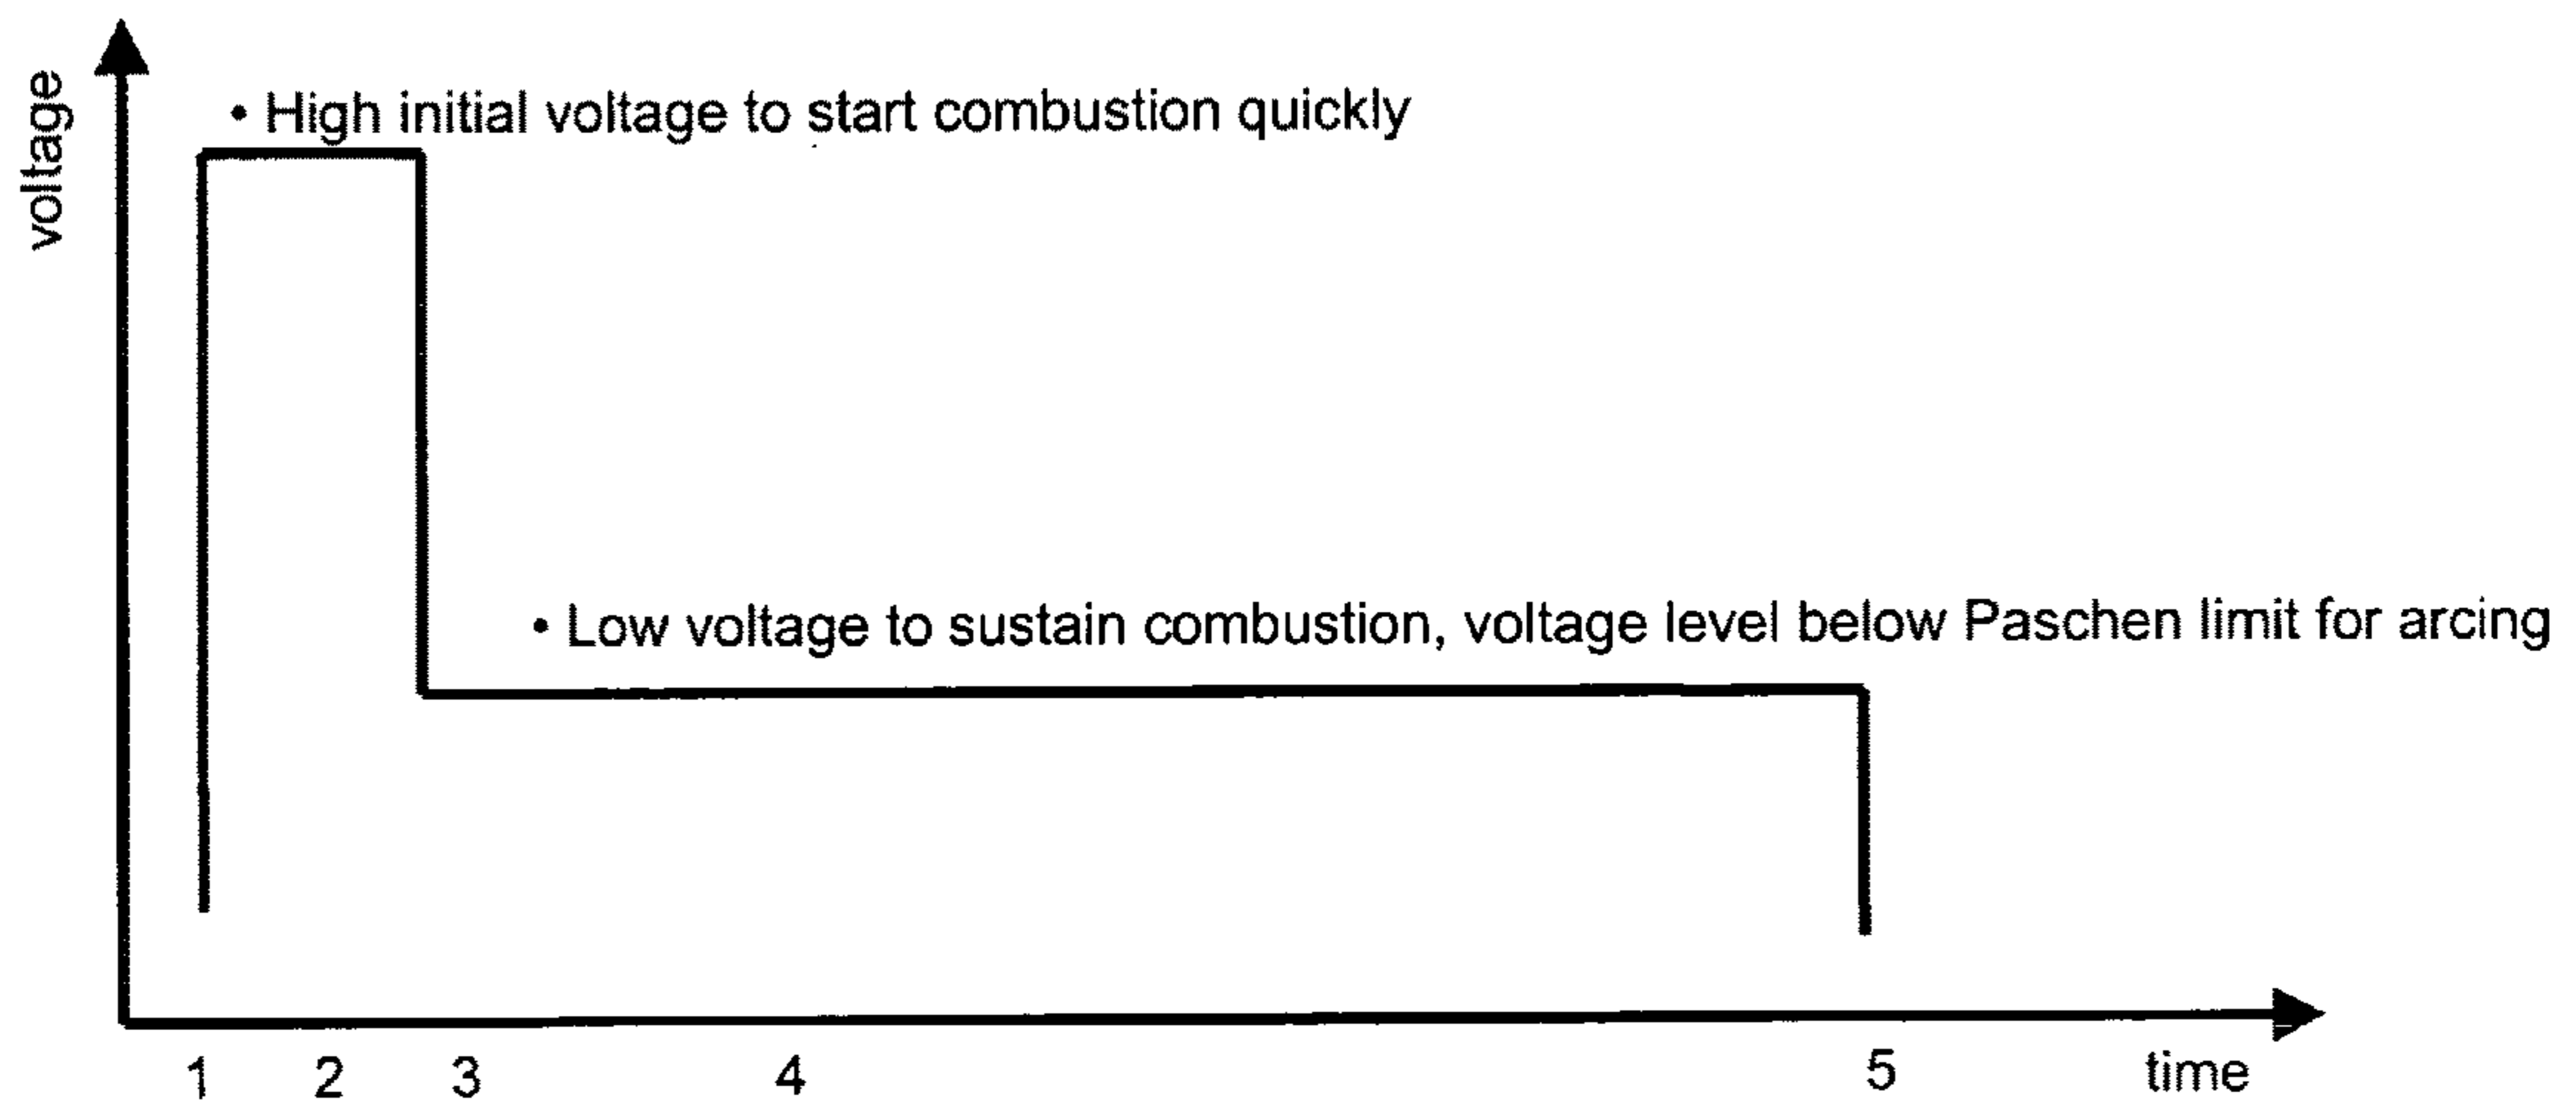 voltage
• High initial voltage to start combustion quickly
• Low voltage to sustain combustion, voltage level below Paschen limit for arcing
1 2 3 4 5 time